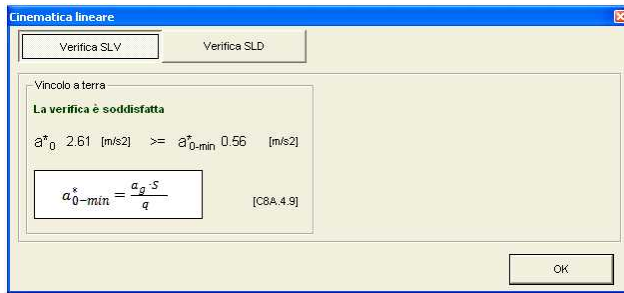 Cinematica lineare
Verifica SLV Verifica SLD
Vincolo a terra
La verifica è soddisfatta
a*0 2.61 [m/s2] >= a*0-min 0.56 [m/s2]
a*0−min = ag·S / q [C8A.4.9]
OK